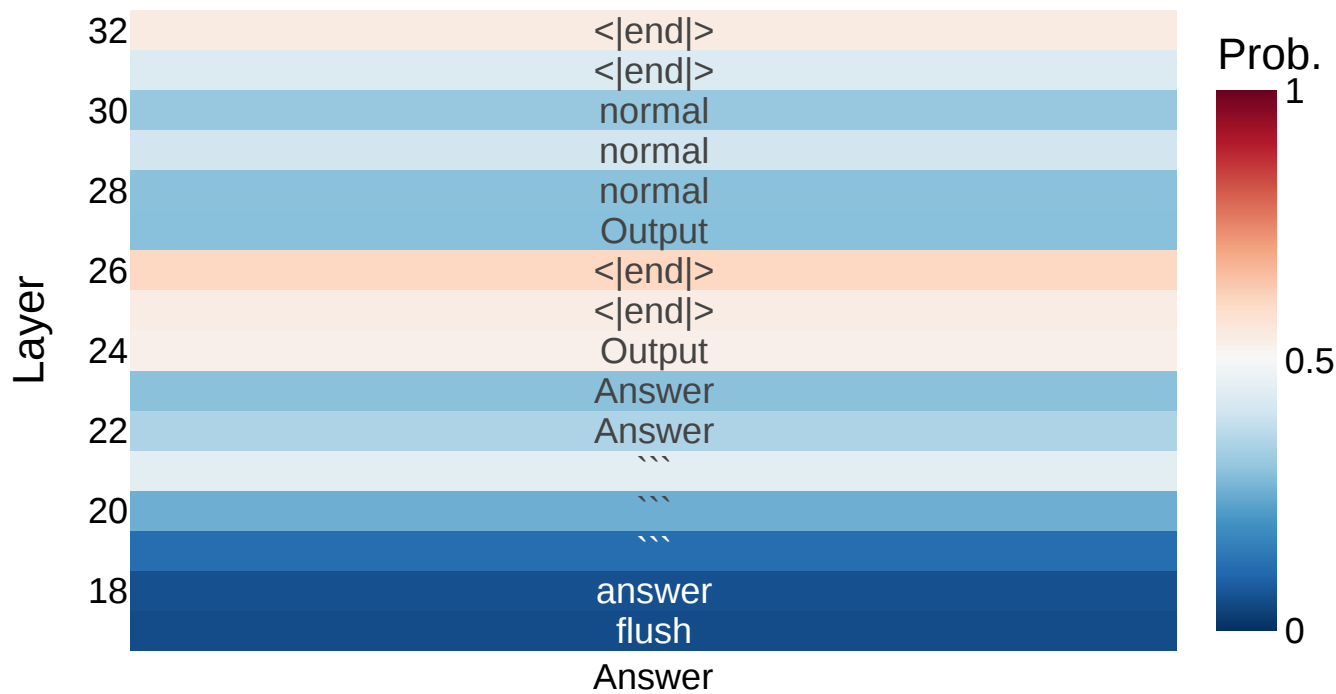 32 <|end|>
<|end|>
Prob.
1
30 normal
normal
28 normal
Output
26 <|end|>
<|end|>
Layer
24 Output
0.5
Answer
22 Answer
```
20 ```
```
18 answer
flush
0
Answer